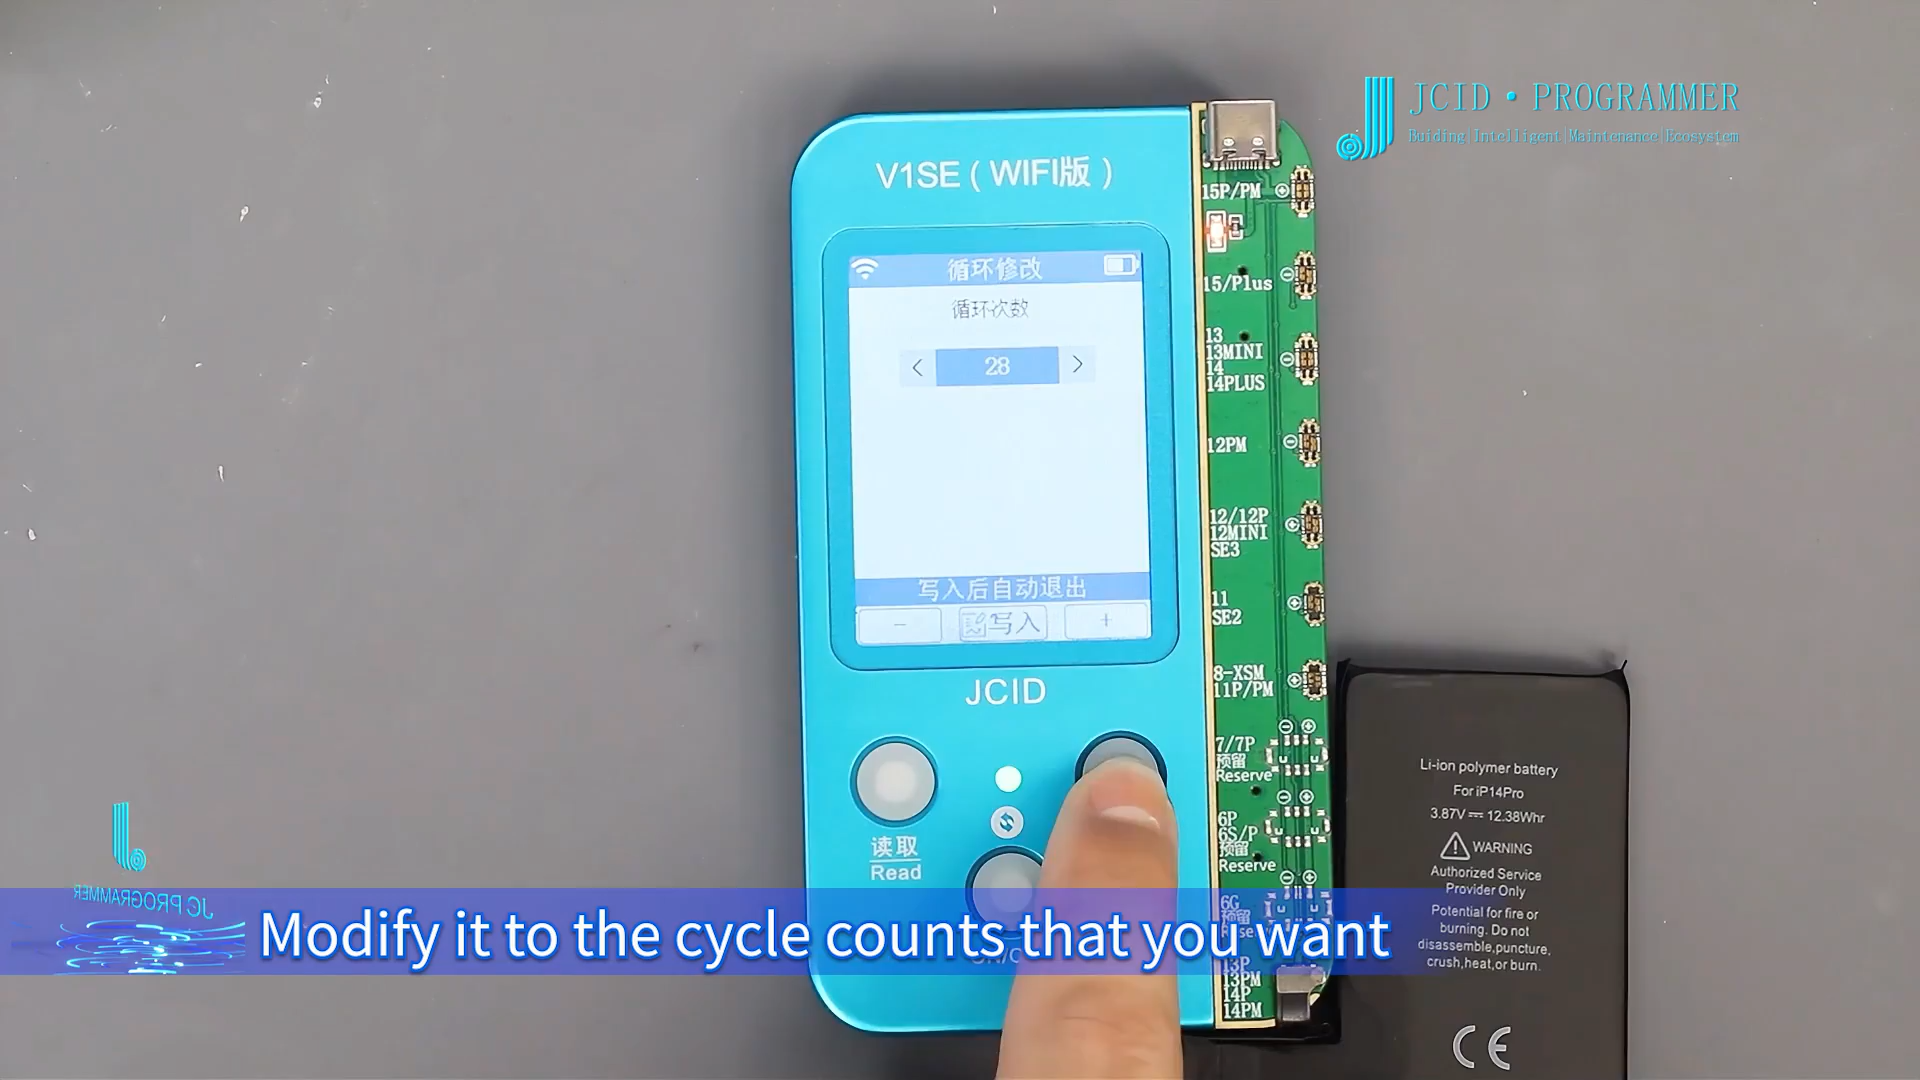 JCID·PROGRAMMER
Buiding|Intelligent|Maintenance|Ecosystem
V1SE(WIFI版)
循环修改
循环次数
< 28 >
写入后自动退出
- 写入 +
JCID
读取
Read
15P/PM
15/Plus
13
13MINI
14
14PLUS
12PM
12/12P
12MINI
SE3
11
SE2
8-XSM
11P/PM
7/7P
预留
Reserve
6P
6S/P
预留
Reserve
6G
预留
13P
13PM
14P
14PM
Li-ion polymer battery
For iP14Pro
3.87V 12.38Whr
WARNING
Authorized Service
Provider Only
Potential for fire or
burning. Do not
disassemble,puncture,
crush,heat,or burn.
CE
JC PROGRAMMER
Modify it to the cycle counts that you want